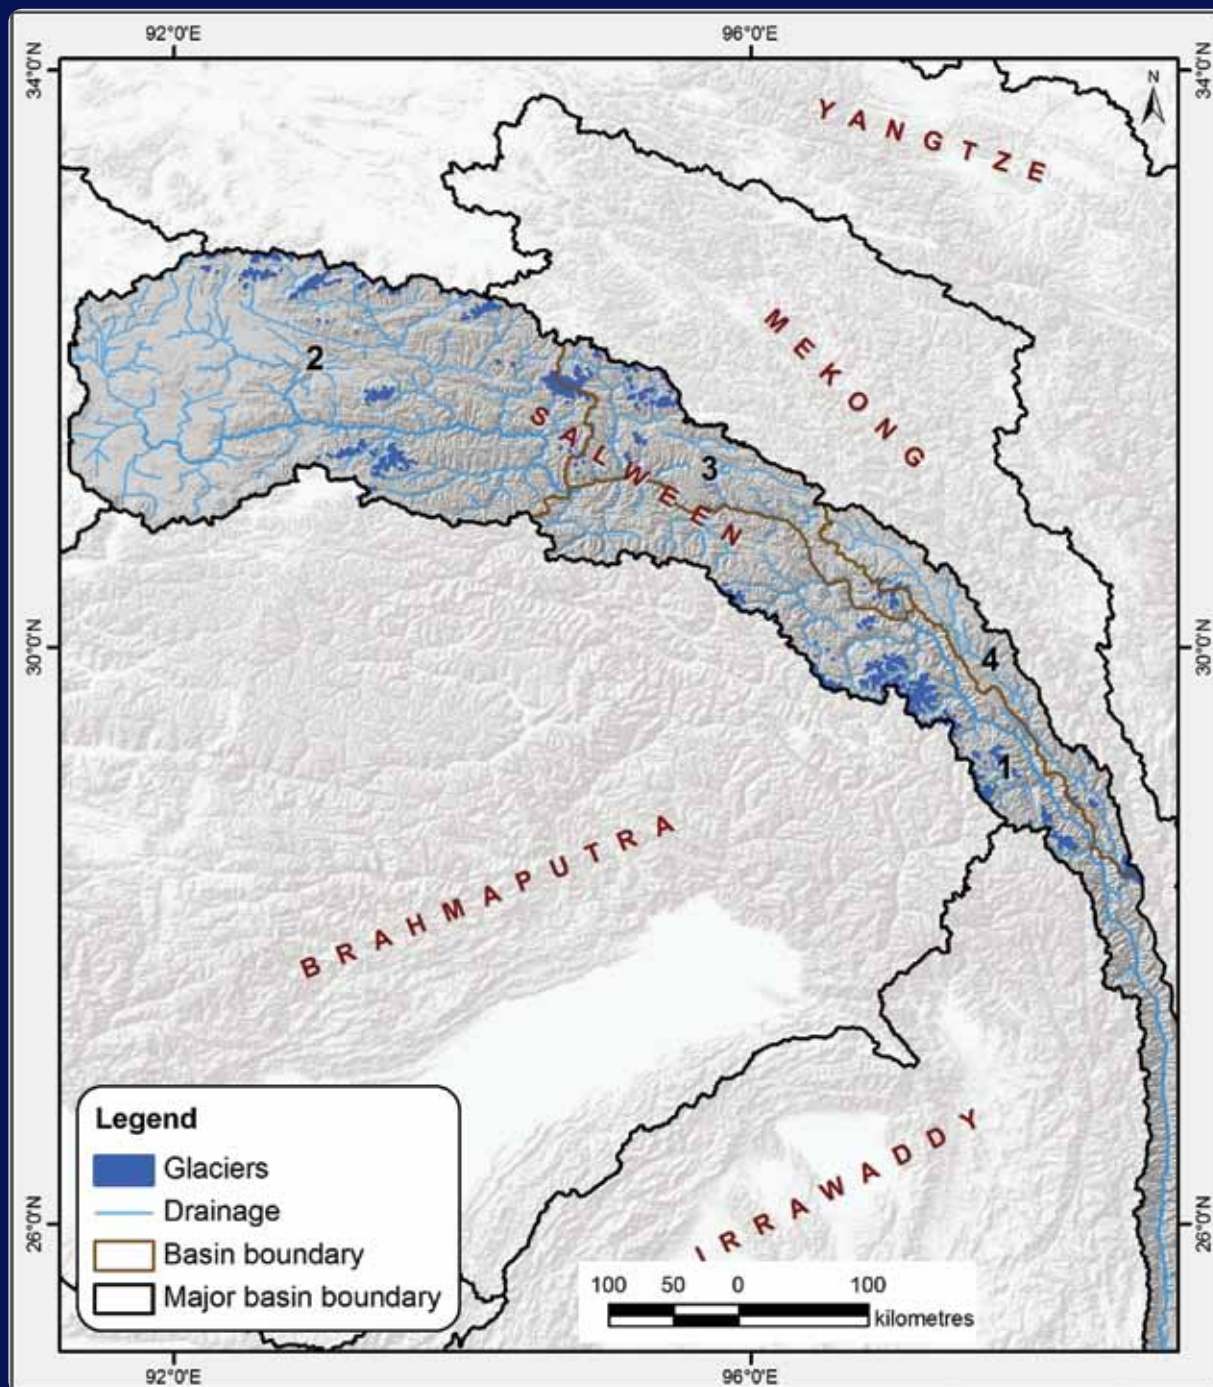 92°0'E 96°0'E
34°0'N 34°0'N
N
YANGTZE
MEKONG
2
SALWEEN
3
30°0'N 30°0'N
4
1
BRAHMAPUTRA
IRRAWADDY
26°0'N 26°0'N
Legend
Glaciers
Drainage
Basin boundary
Major basin boundary
100 50 0 100
kilometres
92°0'E 96°0'E